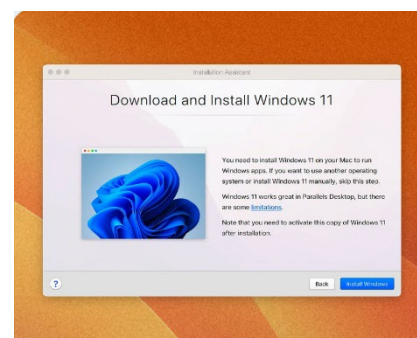 Installation Assistant
Download and Install Windows 11
You need to install Windows 11 on your Mac to run
Windows apps. If you want to use another operating
system or install Windows 11 manually, skip this step.
Windows 11 works great in Parallels Desktop, but there
are some limitations.
Note that you need to activate this copy of Windows 11
after installation.
?
Back
Install Windows